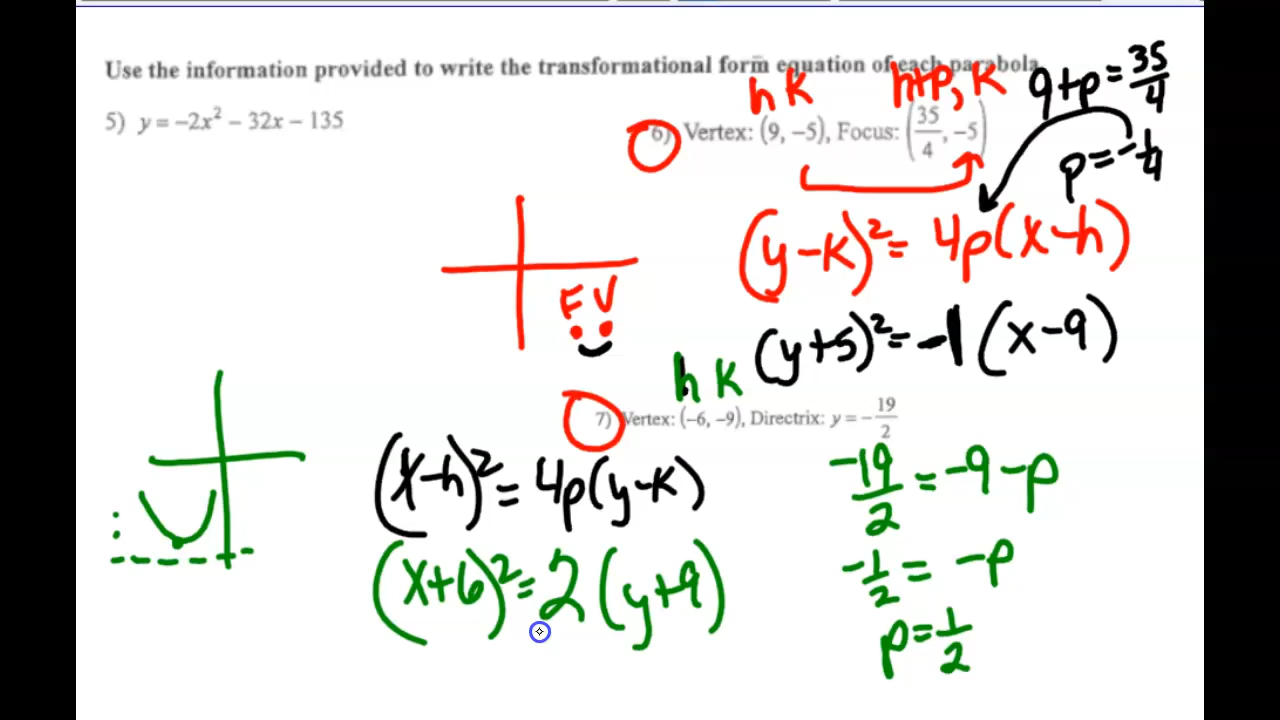 Use the information provided to write the transformational form equation of each parabola.
5) y = −2x² − 32x − 135
h k
h+p, k
9+p = 35/4
6) Vertex: (9, −5), Focus: (35/4, −5)
p = -1/4
(y-k)² = 4p(x-h)
F V
(y+5)² = -1(x-9)
h k
7) Vertex: (−6, −9), Directrix: y = −19/2
(x-h)² = 4p(y-k)
-19/2 = -9-p
(x+6)² = 2(y+9)
-1/2 = -p
p = 1/2